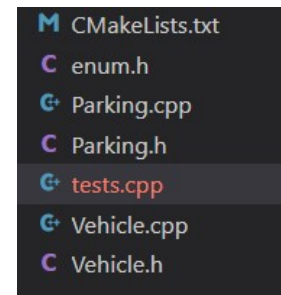 CMakeLists.txt
enum.h
Parking.cpp
Parking.h
tests.cpp
Vehicle.cpp
Vehicle.h